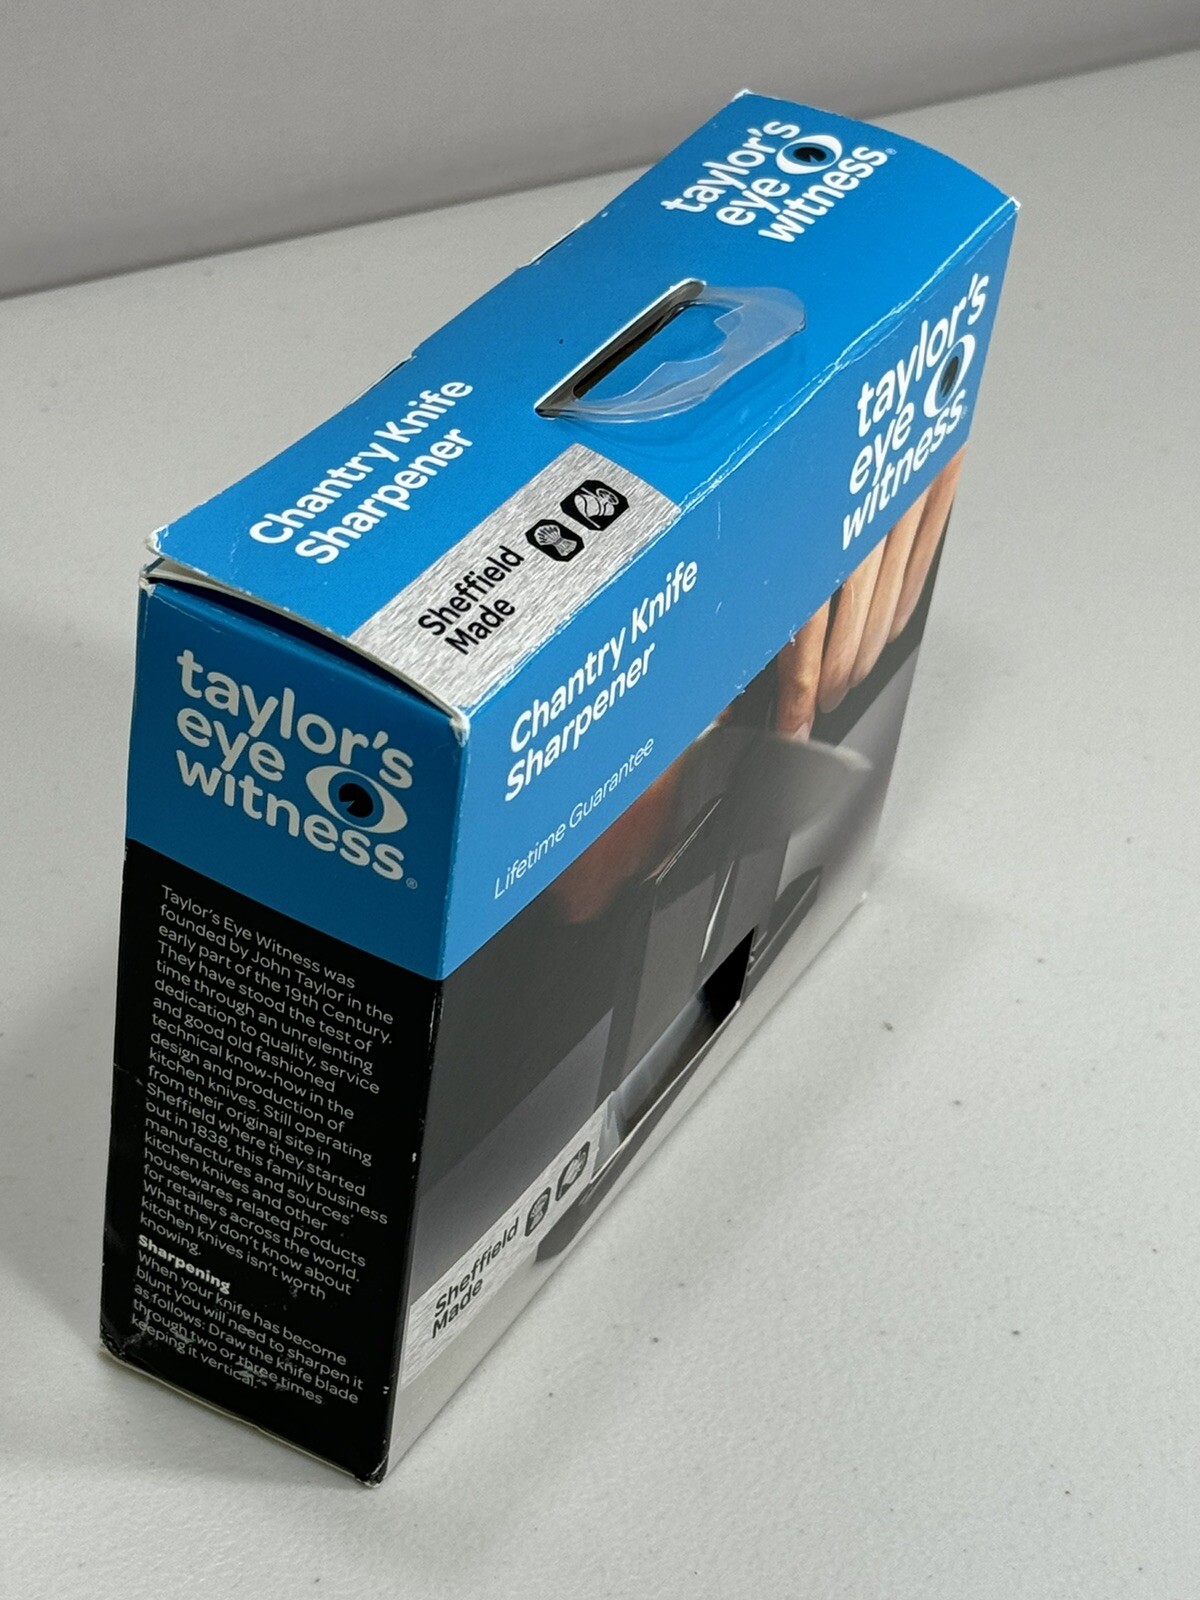 taylor's
eye
witness®
Chantry Knife
Sharpener
Sheffield
Made
taylor's
eye
witness
Chantry Knife
Sharpener
Lifetime Guarantee
Sheffield
Made
taylor's
eye
witness®
Taylor's Eye Witness was
founded by John Taylor in the
early part of the 19th Century.
They have stood the test of
time through an unrelenting
dedication to quality, service
and good old fashioned
technical know-how in the
design and production of
kitchen knives. Still operating
from their original site in
Sheffield where they started
out in 1838, this family business
manufactures and sources
kitchen knives and other
housewares related products
for retailers across the world.
What they don't know about
kitchen knives isn't worth
knowing.
Sharpening
When your knife has become
blunt you will need to sharpen it
as follows: Draw the knife blade
through two or three times
keeping it vertical.